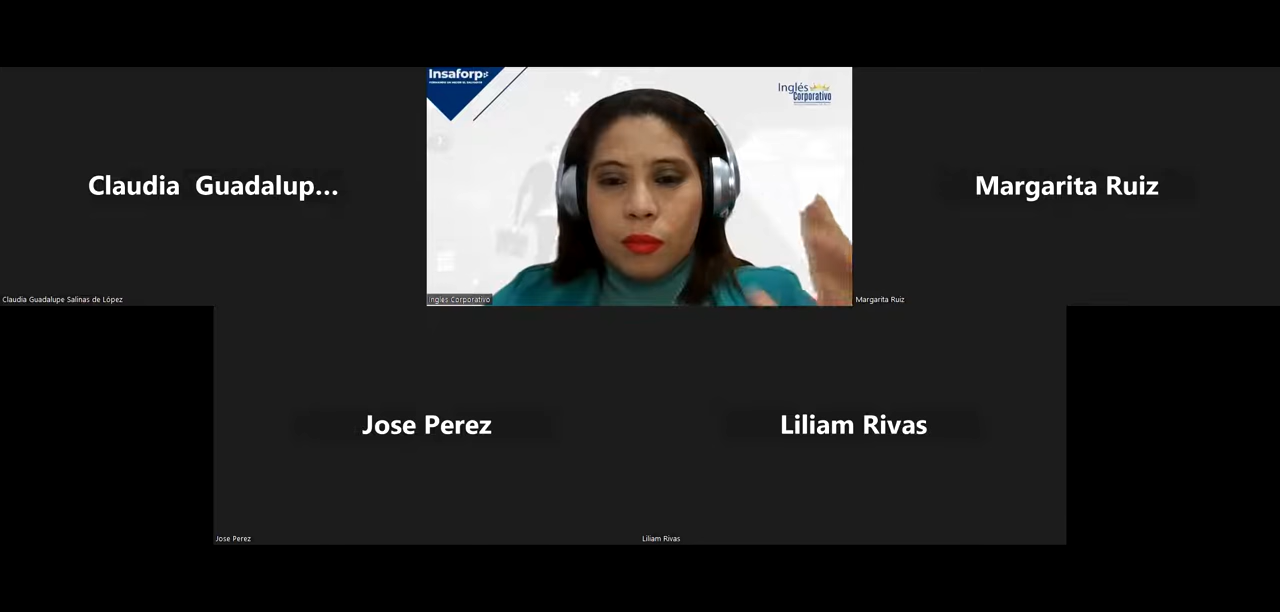 Insaforp
Inglés
Corporativo
Claudia Guadalup...
Margarita Ruiz
Claudia Guadalupe Salinas de López
Ingles Corporativo
Margarita Ruiz
Jose Perez
Liliam Rivas
Jose Perez
Liliam Rivas